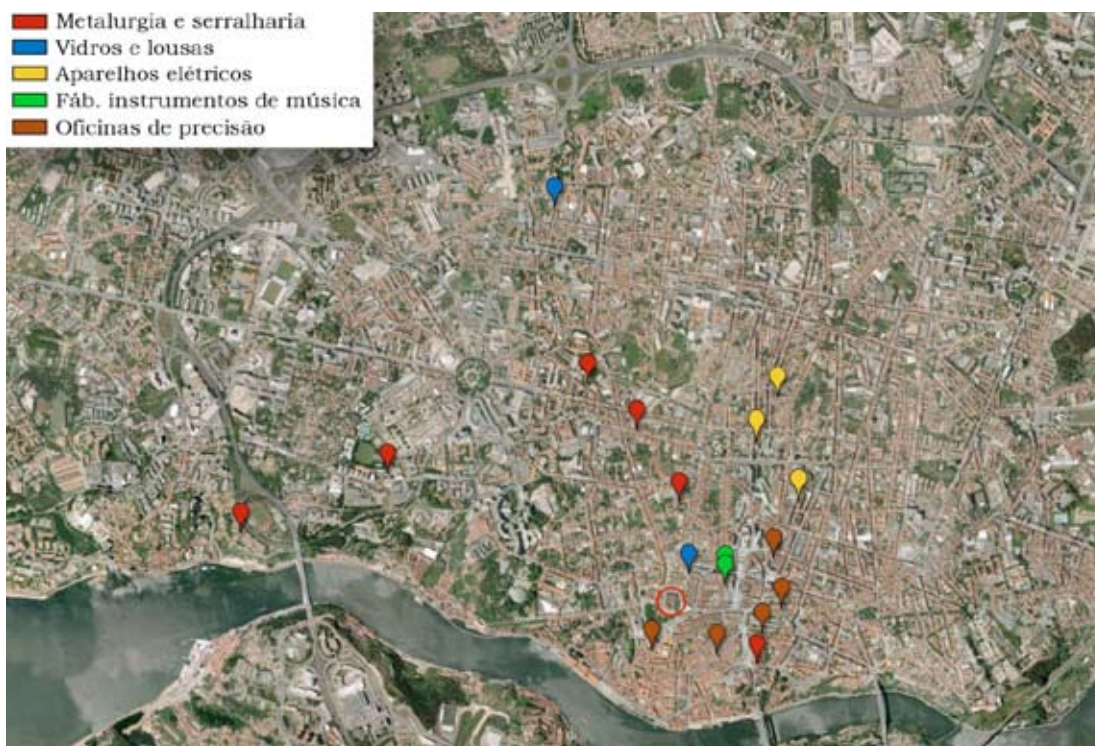 Metalurgia e serralharia
Vidros e lousas
Aparelhos elétricos
Fáb. instrumentos de música
Oficinas de precisão